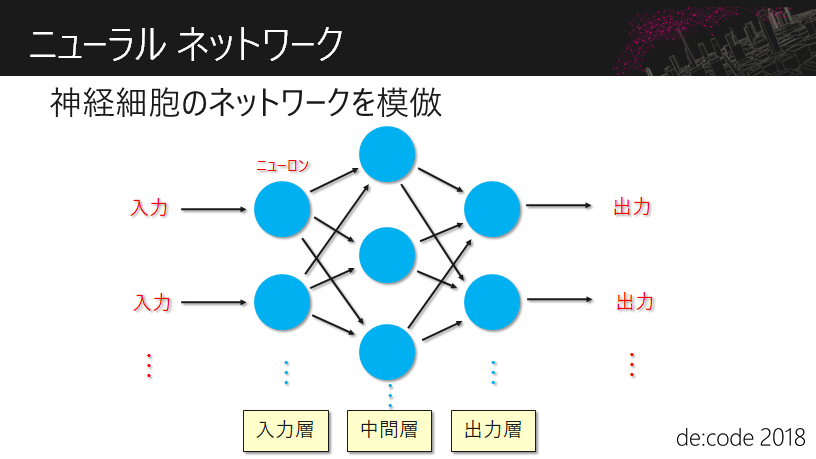 ニューラル ネットワーク
神経細胞のネットワークを模倣
ニューロン
入力
出力
入力
出力
入力層
中間層
出力層
de:code 2018